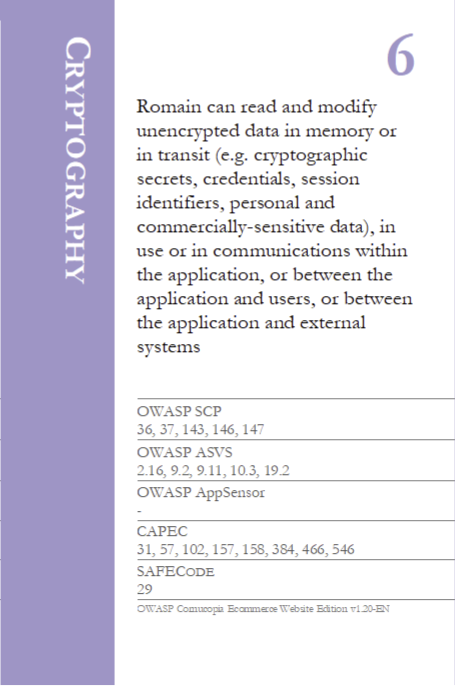 CRYPTOGRAPHY
6
Romain can read and modify
unencrypted data in memory or
in transit (e.g. cryptographic
secrets, credentials, session
identifiers, personal and
commercially-sensitive data), in
use or in communications within
the application, or between the
application and users, or between
the application and external
systems
OWASP SCP
36, 37, 143, 146, 147
OWASP ASVS
2.16, 9.2, 9.11, 10.3, 19.2
OWASP AppSensor
-
CAPEC
31, 57, 102, 157, 158, 384, 466, 546
SAFECODE
29
OWASP Cornucopia Ecommerce Website Edition v1.20-EN